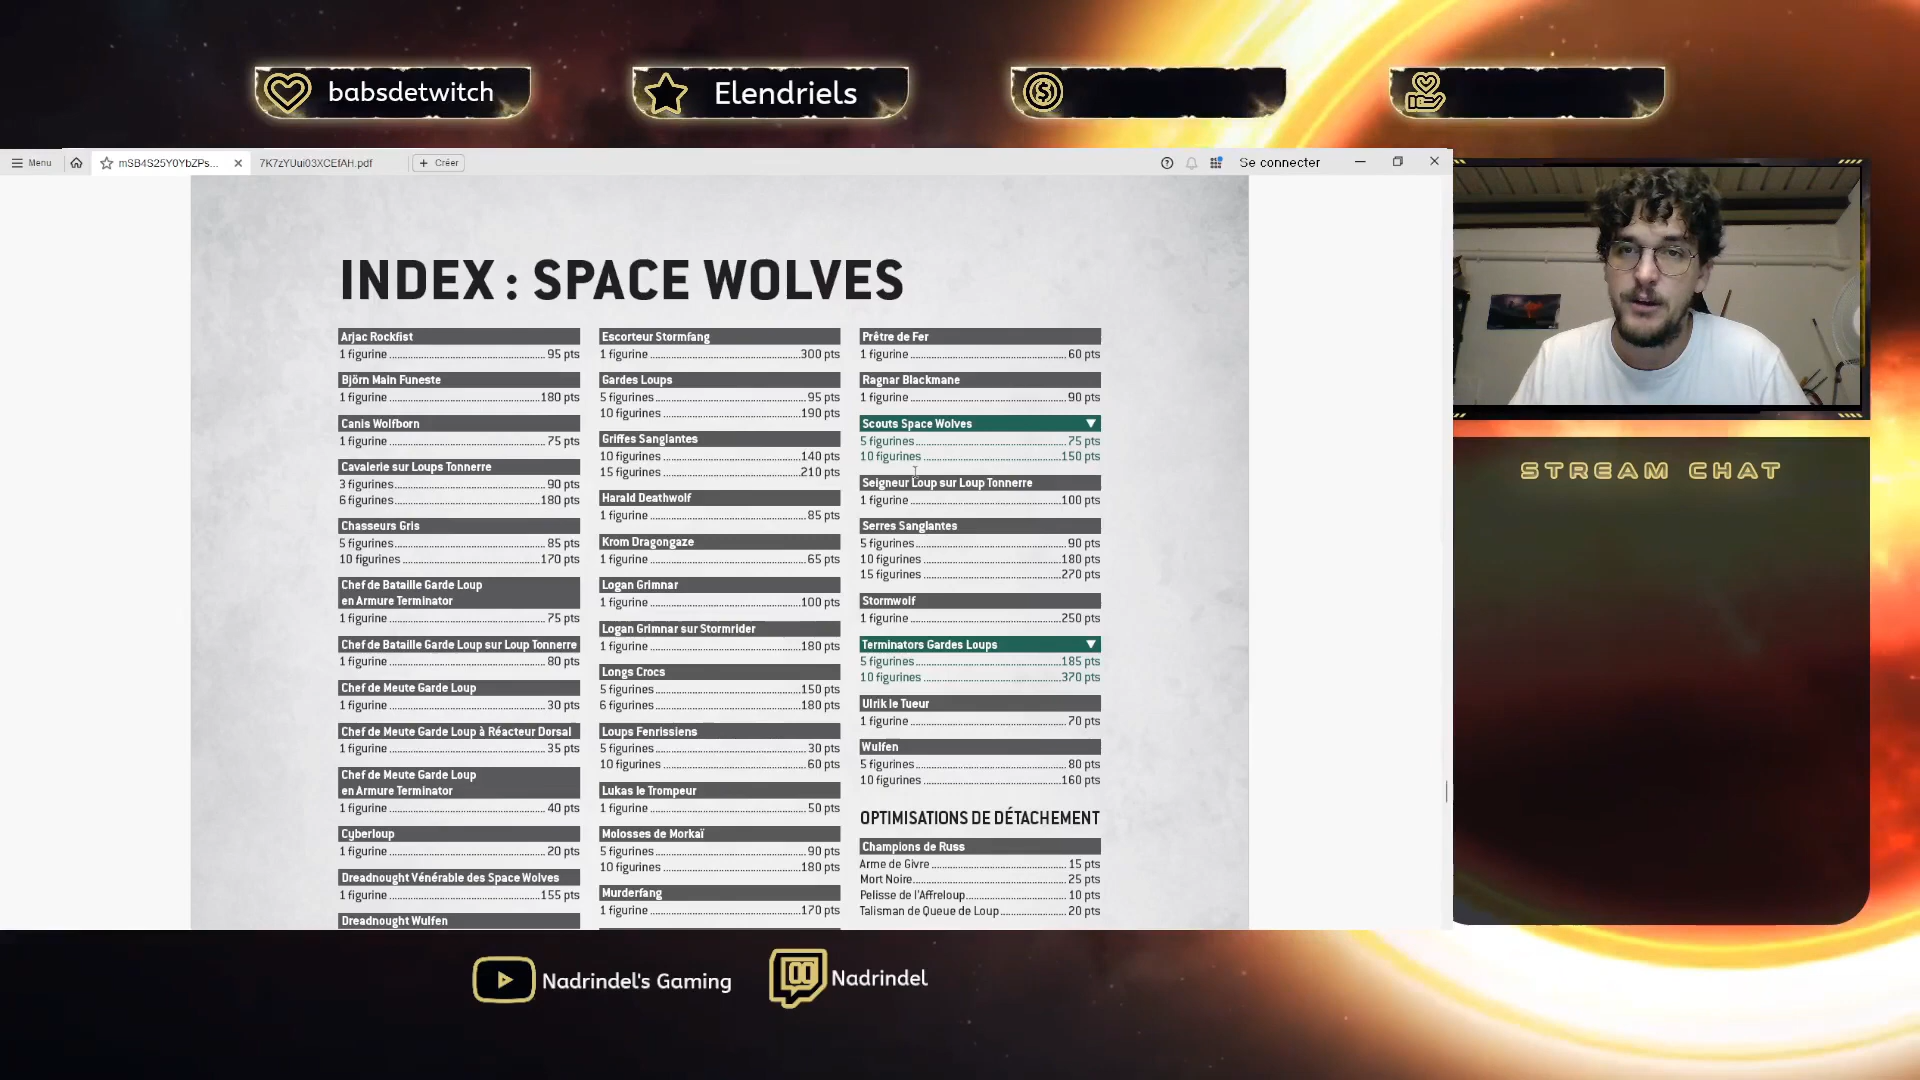 babsdetwitch
Elendriels
Menu
mSB4S25Y0YbZPs...
7K7zYUui03XCEfAH.pdf
+ Créer
Se connecter
INDEX : SPACE WOLVES
Arjac Rockfist
1 figurine 95 pts
Björn Main Funeste
1 figurine 180 pts
Canis Wolfborn
1 figurine 75 pts
Cavalerie sur Loups Tonnerre
3 figurines 90 pts
6 figurines 180 pts
Chasseurs Gris
5 figurines 85 pts
10 figurines 170 pts
Chef de Bataille Garde Loup
en Armure Terminator
1 figurine 75 pts
Chef de Bataille Garde Loup sur Loup Tonnerre
1 figurine 80 pts
Chef de Meute Garde Loup
1 figurine 30 pts
Chef de Meute Garde Loup à Réacteur Dorsal
1 figurine 35 pts
Chef de Meute Garde Loup
en Armure Terminator
1 figurine 40 pts
Cyberloup
1 figurine 20 pts
Dreadnought Vénérable des Space Wolves
1 figurine 155 pts
Dreadnought Wulfen
Escorteur Stormfang
1 figurine 300 pts
Gardes Loups
5 figurines 95 pts
10 figurines 190 pts
Griffes Sanglantes
10 figurines 140 pts
15 figurines 210 pts
Harald Deathwolf
1 figurine 85 pts
Krom Dragongaze
1 figurine 65 pts
Logan Grimnar
1 figurine 100 pts
Logan Grimnar sur Stormrider
1 figurine 180 pts
Longs Crocs
5 figurines 150 pts
6 figurines 180 pts
Loups Fenrissiens
5 figurines 30 pts
10 figurines 60 pts
Lukas le Trompeur
1 figurine 50 pts
Molosses de Morkaï
5 figurines 90 pts
10 figurines 180 pts
Murderfang
1 figurine 170 pts
Prêtre de Fer
1 figurine 60 pts
Ragnar Blackmane
1 figurine 90 pts
Scouts Space Wolves
5 figurines 75 pts
10 figurines 150 pts
Seigneur Loup sur Loup Tonnerre
1 figurine 100 pts
Serres Sanglantes
5 figurines 90 pts
10 figurines 180 pts
15 figurines 270 pts
Stormwolf
1 figurine 250 pts
Terminators Gardes Loups
5 figurines 185 pts
10 figurines 370 pts
Ulrik le Tueur
1 figurine 70 pts
Wulfen
5 figurines 80 pts
10 figurines 160 pts
OPTIMISATIONS DE DÉTACHEMENT
Champions de Russ
Arme de Givre 15 pts
Mort Noire 25 pts
Pelisse de l'Affreloup 10 pts
Talisman de Queue de Loup 20 pts
STREAM CHAT
Nadrindel's Gaming
Nadrindel